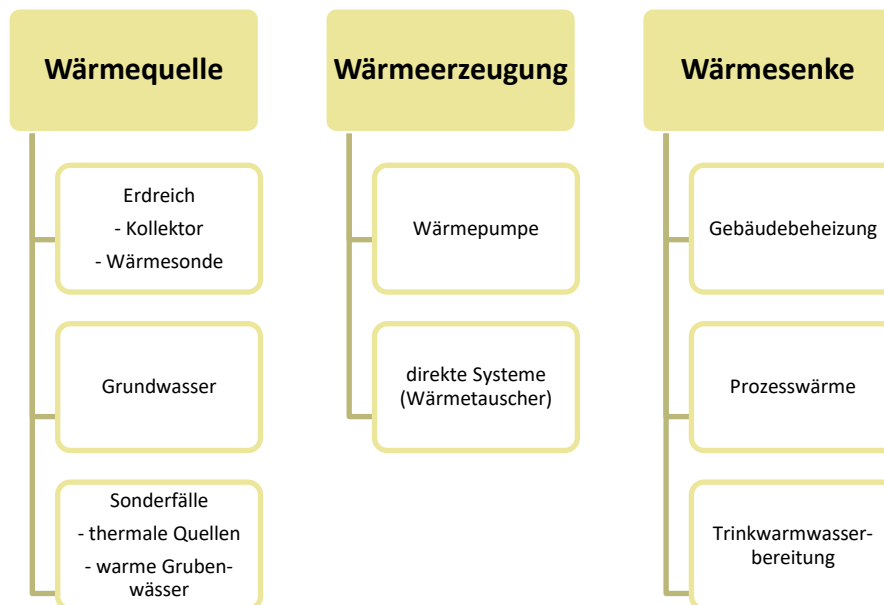 Wärmequelle
Erdreich
- Kollektor
- Wärmesonde
Grundwasser
Sonderfälle
- thermale Quellen
- warme Gruben-
wässer
Wärmeerzeugung
Wärmepumpe
direkte Systeme
(Wärmetauscher)
Wärmesenke
Gebäudebeheizung
Prozesswärme
Trinkwarmwasser-
bereitung